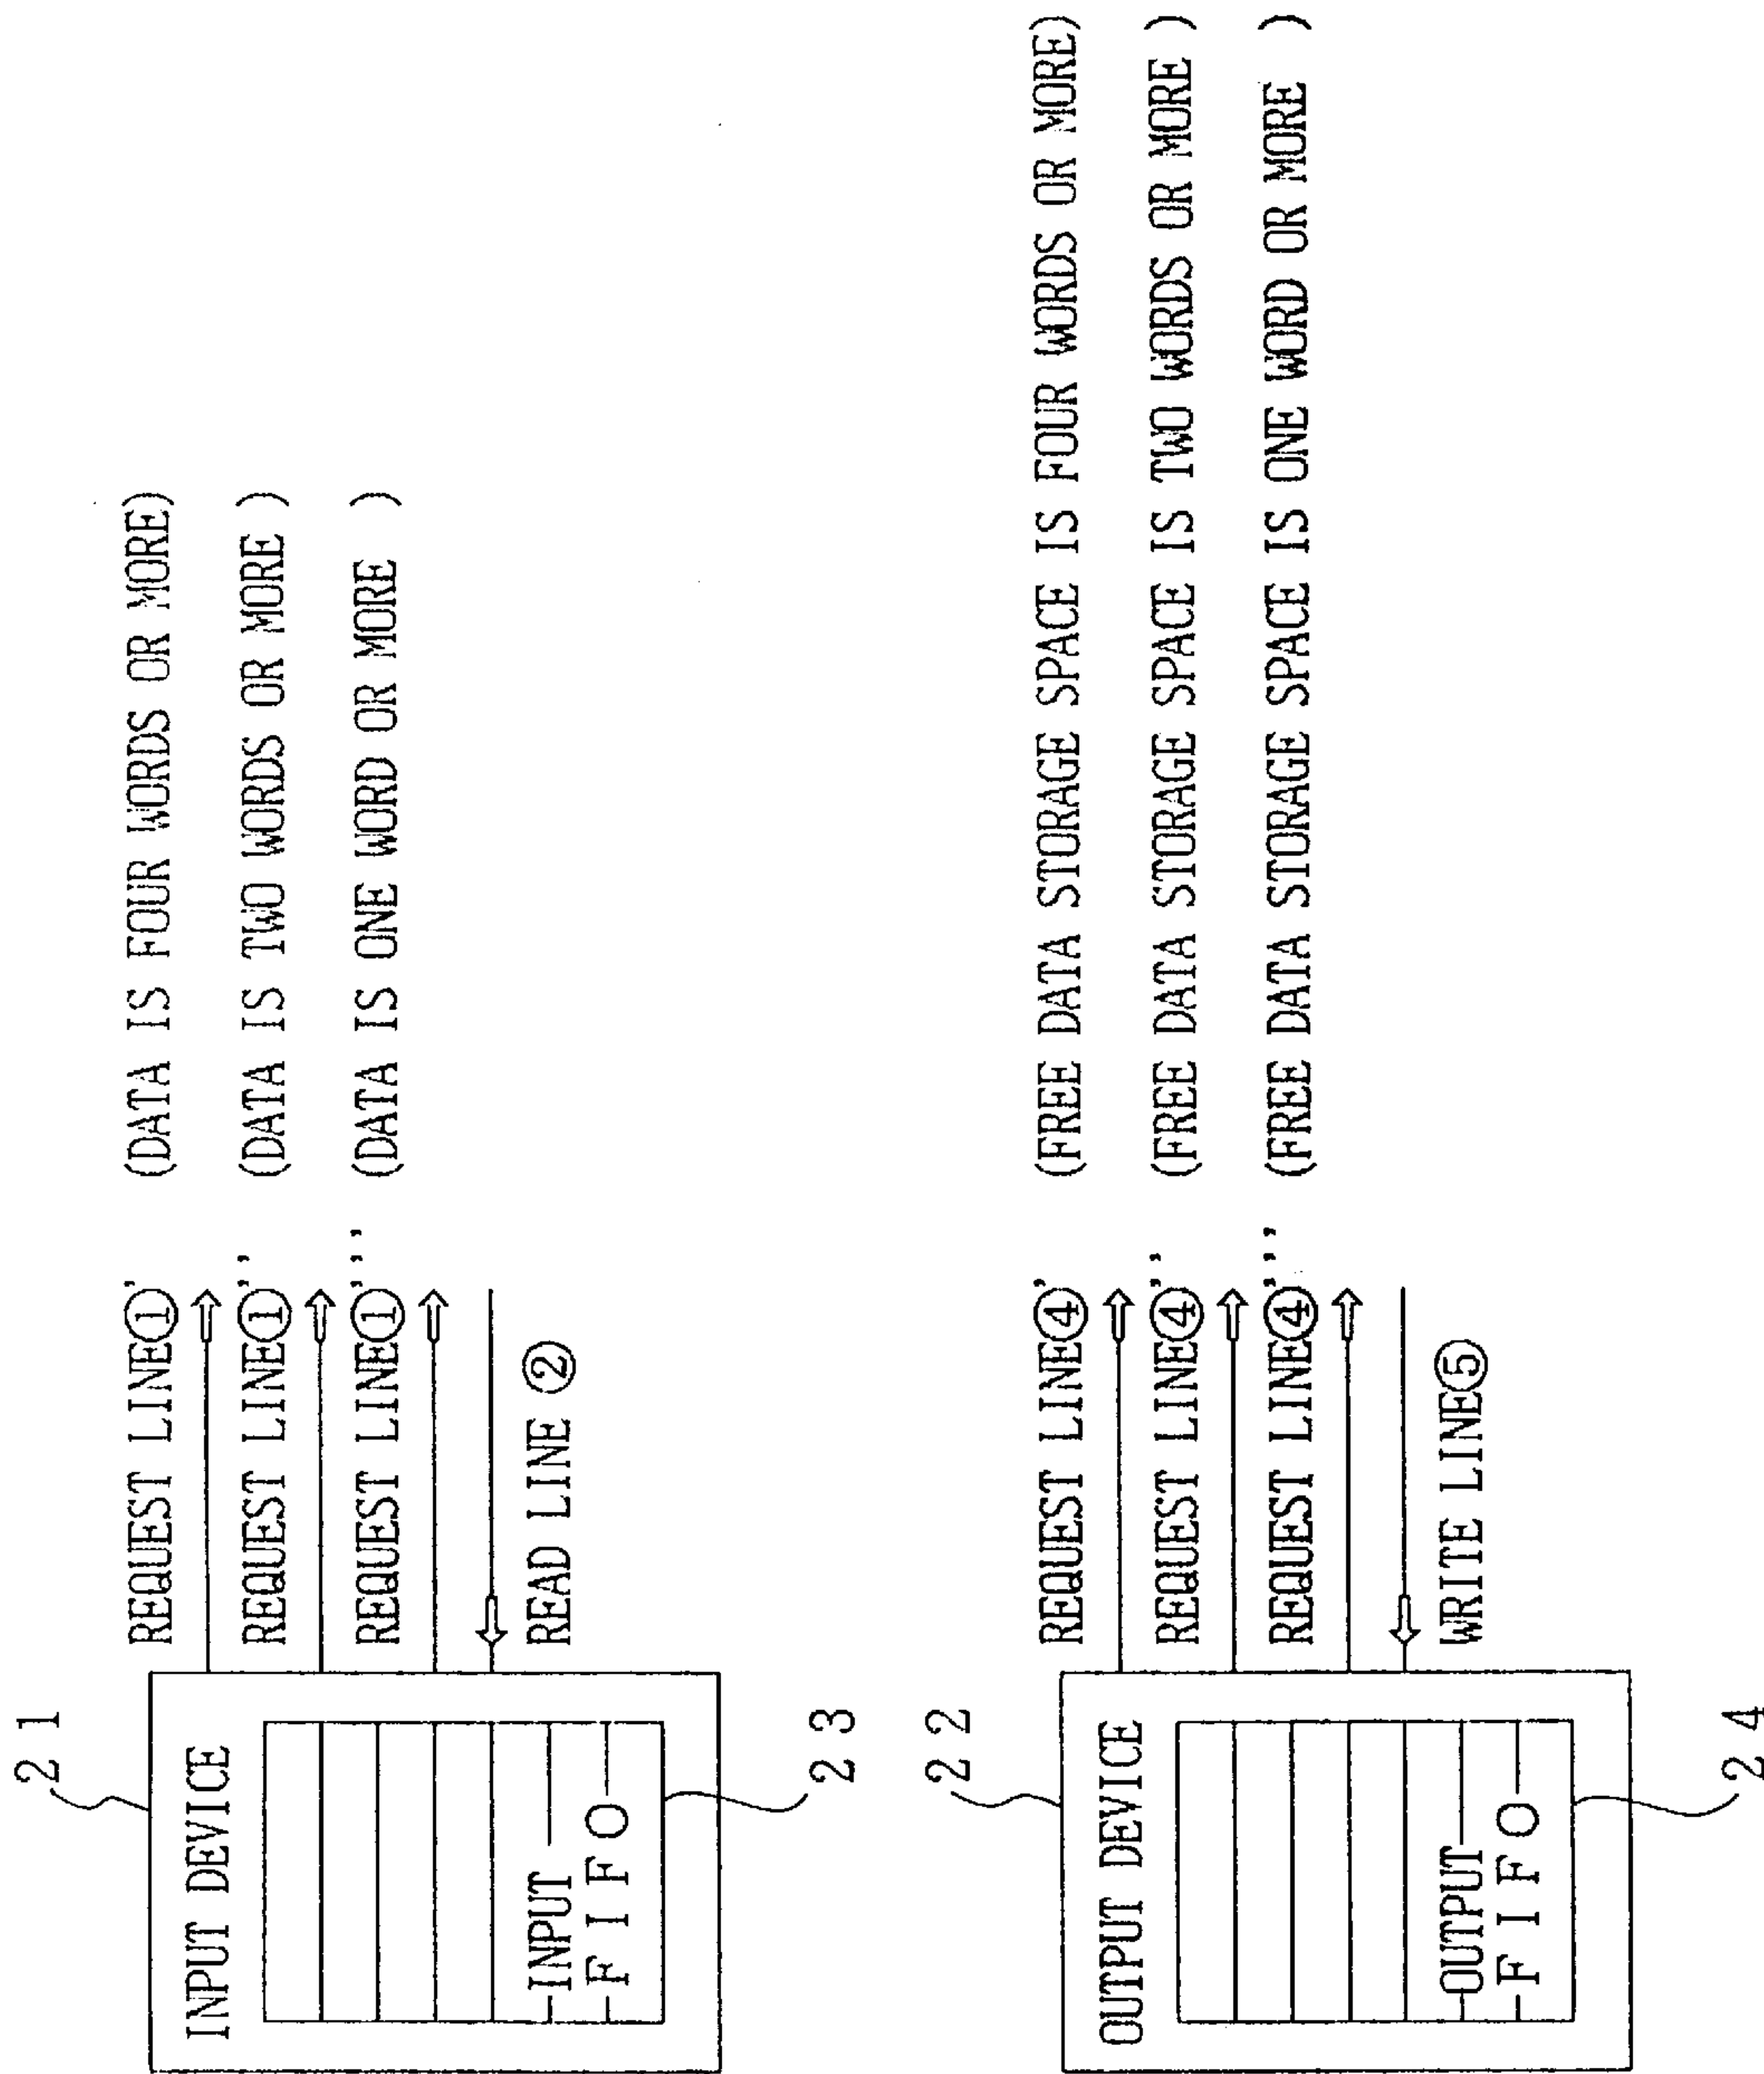 21
INPUT DEVICE
INPUT
FIFO
23
REQUEST LINE①' (DATA IS FOUR WORDS OR MORE)
REQUEST LINE①'' (DATA IS TWO WORDS OR MORE )
REQUEST LINE①''' (DATA IS ONE WORD OR MORE )
READ LINE ②
22
OUTPUT DEVICE
OUTPUT
FIFO
24
REQUEST LINE④' (FREE DATA STORAGE SPACE IS FOUR WORDS OR MORE)
REQUEST LINE④'' (FREE DATA STORAGE SPACE IS TWO WORDS OR MORE )
REQUEST LINE④''' (FREE DATA STORAGE SPACE IS ONE WORD OR MORE )
WRITE LINE⑤